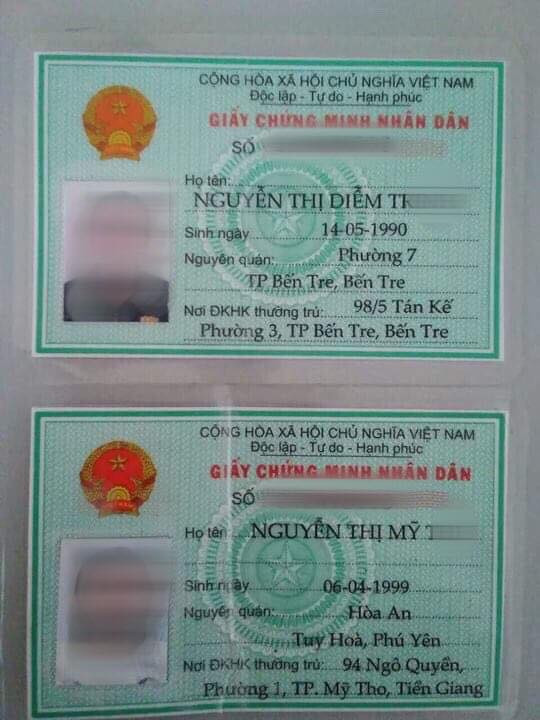 CỘNG HÒA XÃ HỘI CHỦ NGHĨA VIỆT NAM
Độc lập - Tự do - Hạnh phúc
GIẤY CHỨNG MINH NHÂN DÂN
SỐ
Họ tên:
NGUYỄN THỊ DIỄM
Sinh ngày 14-05-1990
Nguyên quán: Phường 7
TP Bến Tre, Bến Tre
Nơi ĐKHK thường trú: 98/5 Tán Kế
Phường 3, TP Bến Tre, Bến Tre
CỘNG HÒA XÃ HỘI CHỦ NGHĨA VIỆT NAM
Độc lập - Tự do - Hạnh phúc
GIẤY CHỨNG MINH NHÂN DÂN
SỐ
Họ tên NGUYỄN THỊ MỸ
Sinh ngày 06-04-1999
Nguyên quán: Hòa An
Tuy Hoà, Phú Yên
Nơi ĐKHK thường trú: 94 Ngô Quyền,
Phường 1, TP. Mỹ Tho, Tiền Giang